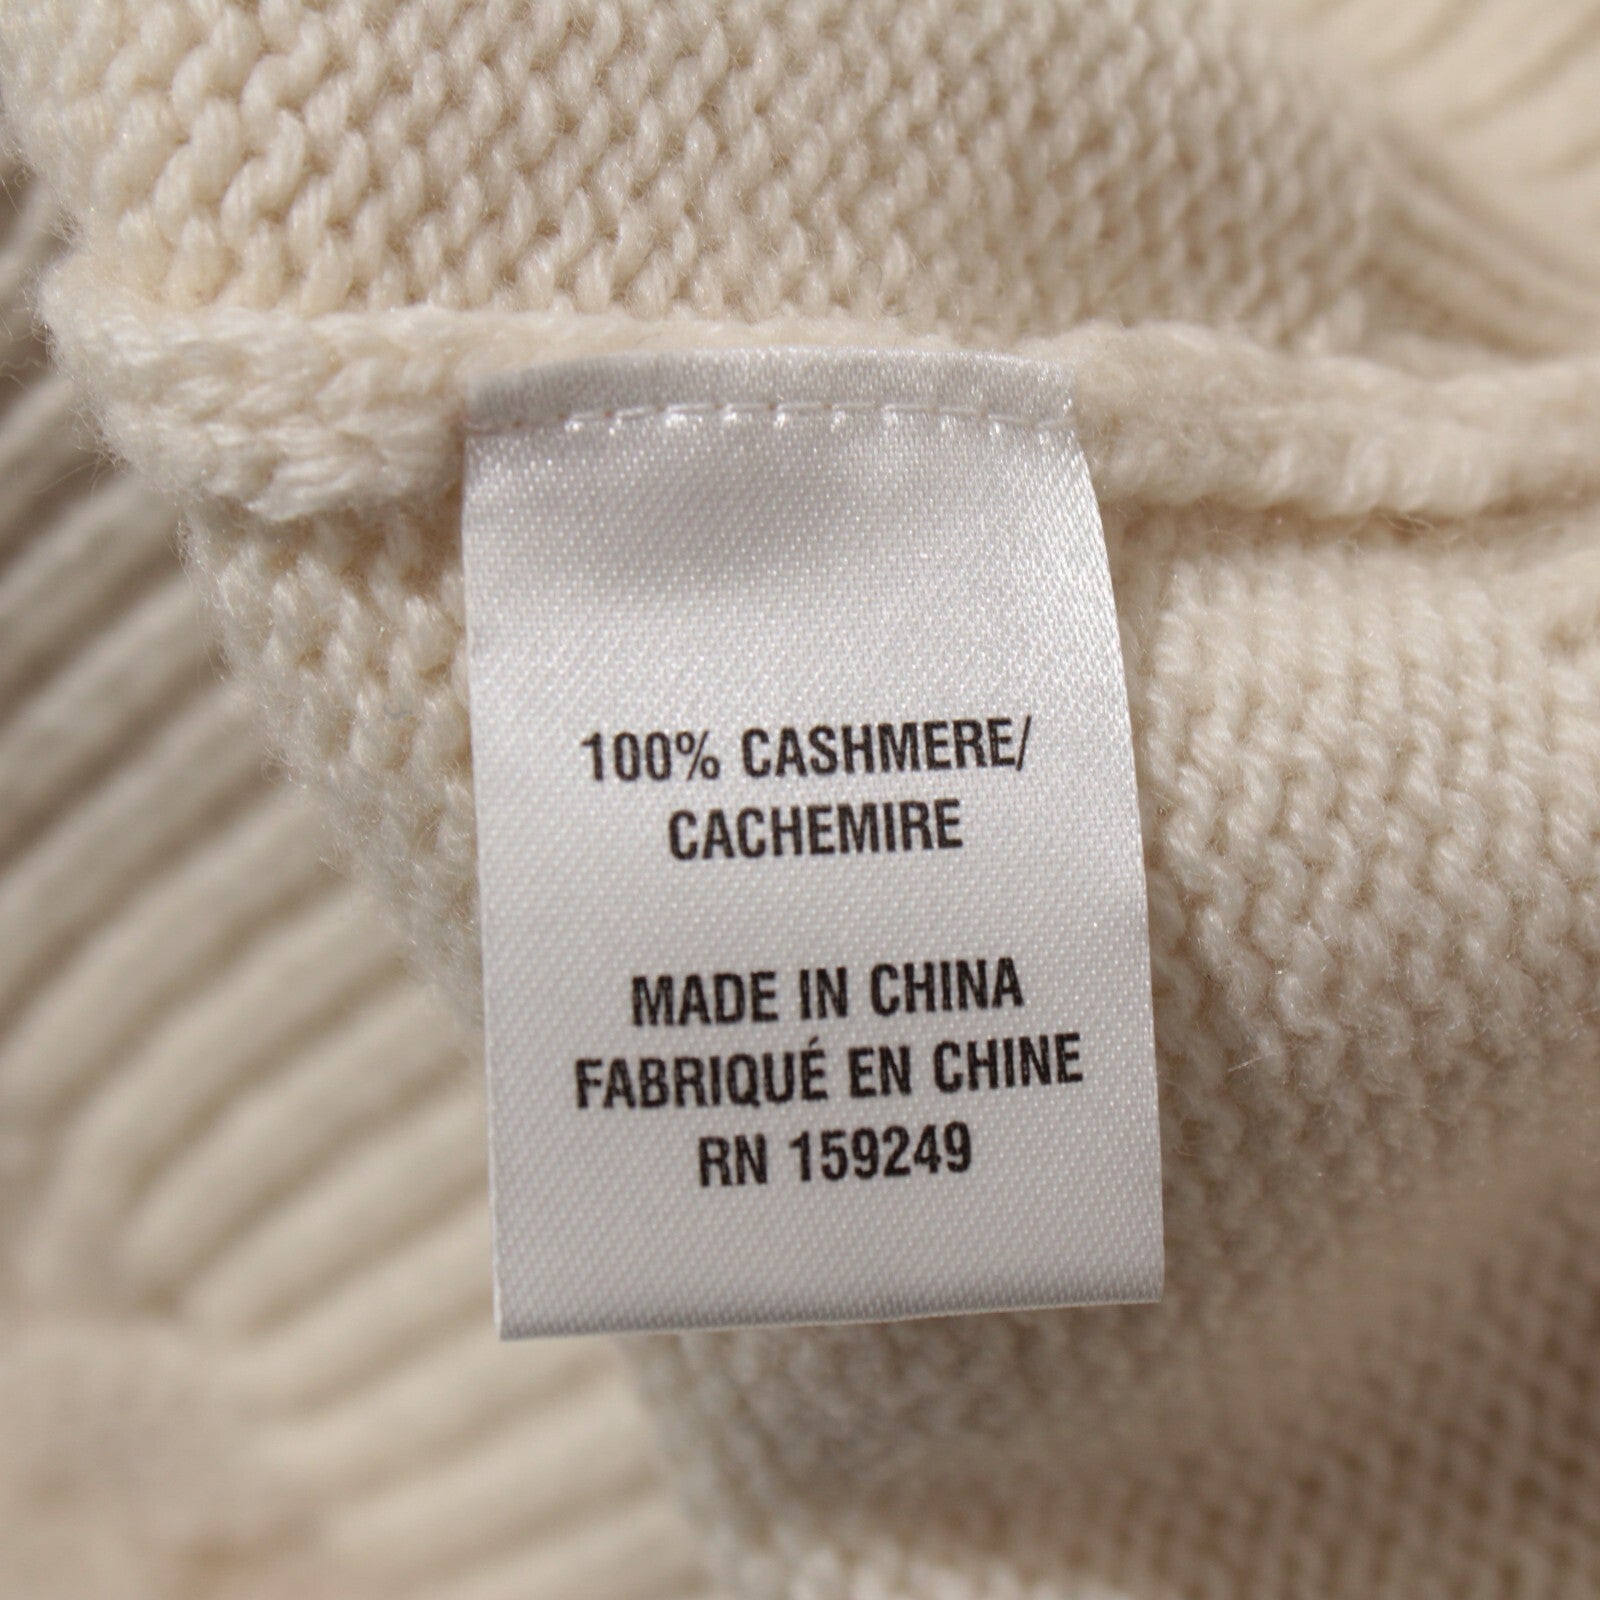 100% CASHMERE/
CACHEMIRE
MADE IN CHINA
FABRIQUÉ EN CHINE
RN 159249